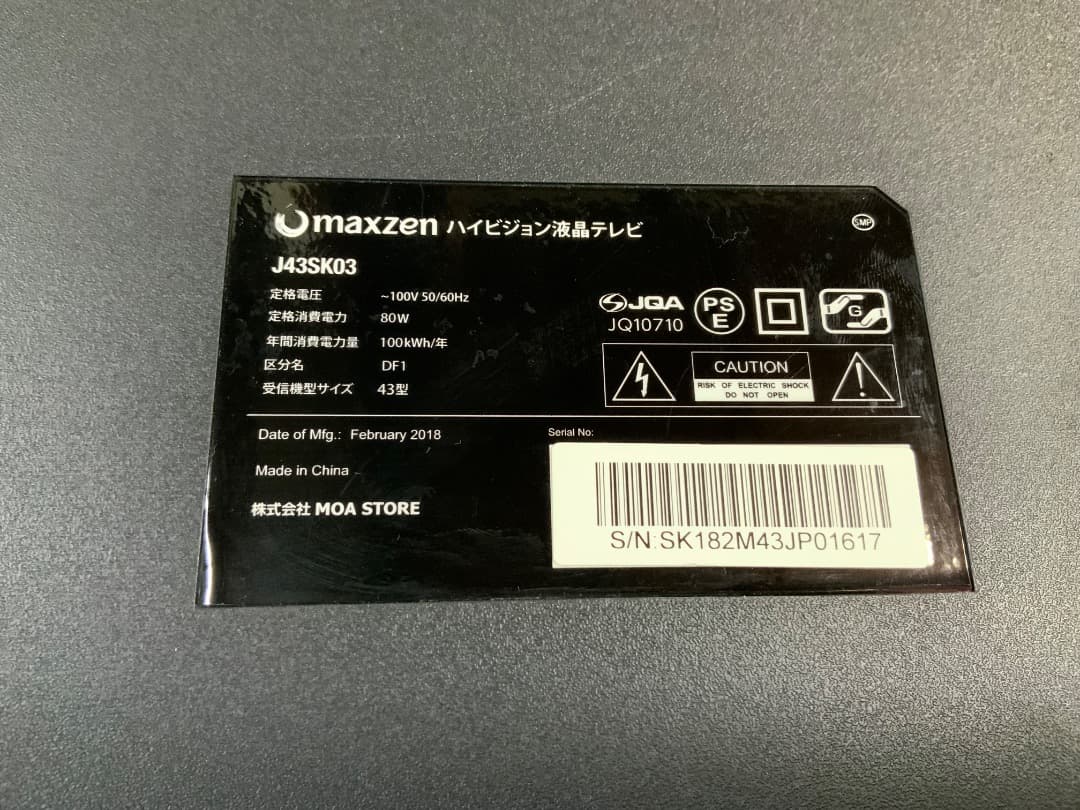 maxzen ハイビジョン液晶テレビ
SMP
J43SK03
定格電圧 ~100V 50/60Hz
定格消費電力 80W
年間消費電力量 100kWh/年
区分名 DF1
受信機型サイズ 43型
JQA
JQ10710
PS
E
G
CAUTION
RISK OF ELECTRIC SHOCK
DO NOT OPEN
Date of Mfg.: February 2018
Made in China
株式会社 MOA STORE
Serial No:
S/N:SK182M43JP01617